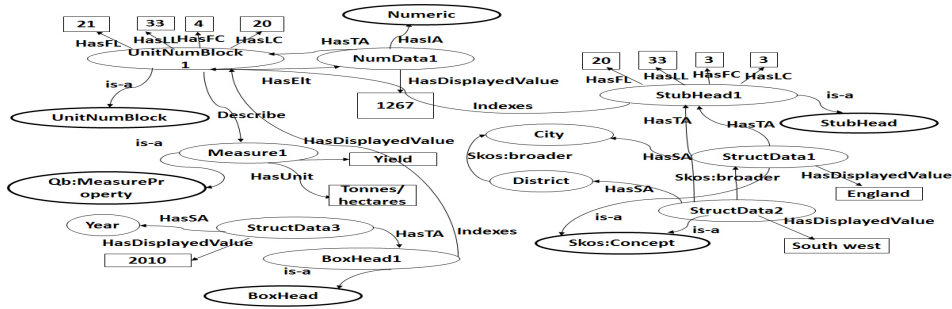 Numeric
21
33
4
20
HasFL
HasLL
HasFC
HasLC
HasTA
HasIA
UnitNumBlock
1
NumData1
HasElt
HasDisplayedValue
1267
is-a
UnitNumBlock
Describe
Indexes
20
33
3
3
HasFL
HasLL
HasFC
HasLC
StubHead1
is-a
StubHead
HasTA
HasTA
is-a
Measure1
HasDisplayedValue
Yield
HasUnit
Tonnes/
hectares
Qb:MeasurePr
operty
City
Skos:broader
District
HasSA
StructData1
Skos:broader
HasDisplayedValue
England
HasSA
StructData2
HasDisplayedValue
is-a
is-a
Skos:Concept
South west
Year
HasSA
StructData3
HasDisplayedValue
2010
HasTA
Indexes
BoxHead1
is-a
BoxHead